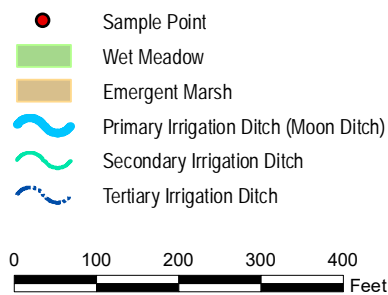 Sample Point
Wet Meadow
Emergent Marsh
Primary Irrigation Ditch (Moon Ditch)
Secondary Irrigation Ditch
Tertiary Irrigation Ditch
0 100 200 300 400
Feet